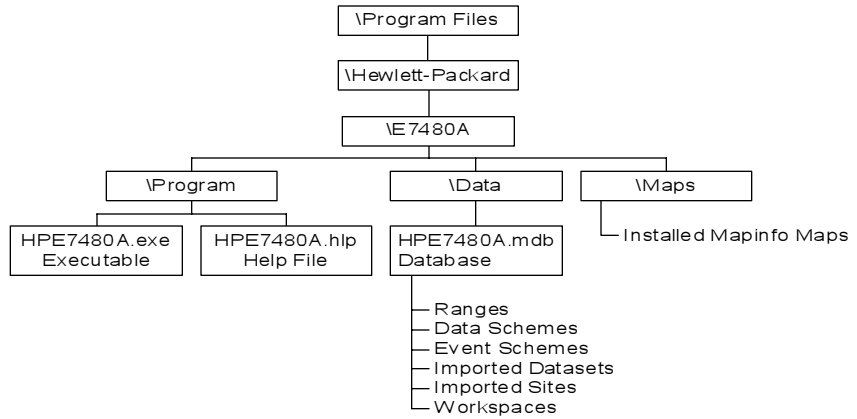 \Program Files
\Hewlett-Packard
\E7480A
\Program
\Data
\Maps
HPE7480A.exe
Executable
HPE7480A.hlp
Help File
HPE7480A.mdb
Database
Installed Mapinfo Maps
Ranges
Data Schemes
Event Schemes
Imported Datasets
Imported Sites
Workspaces